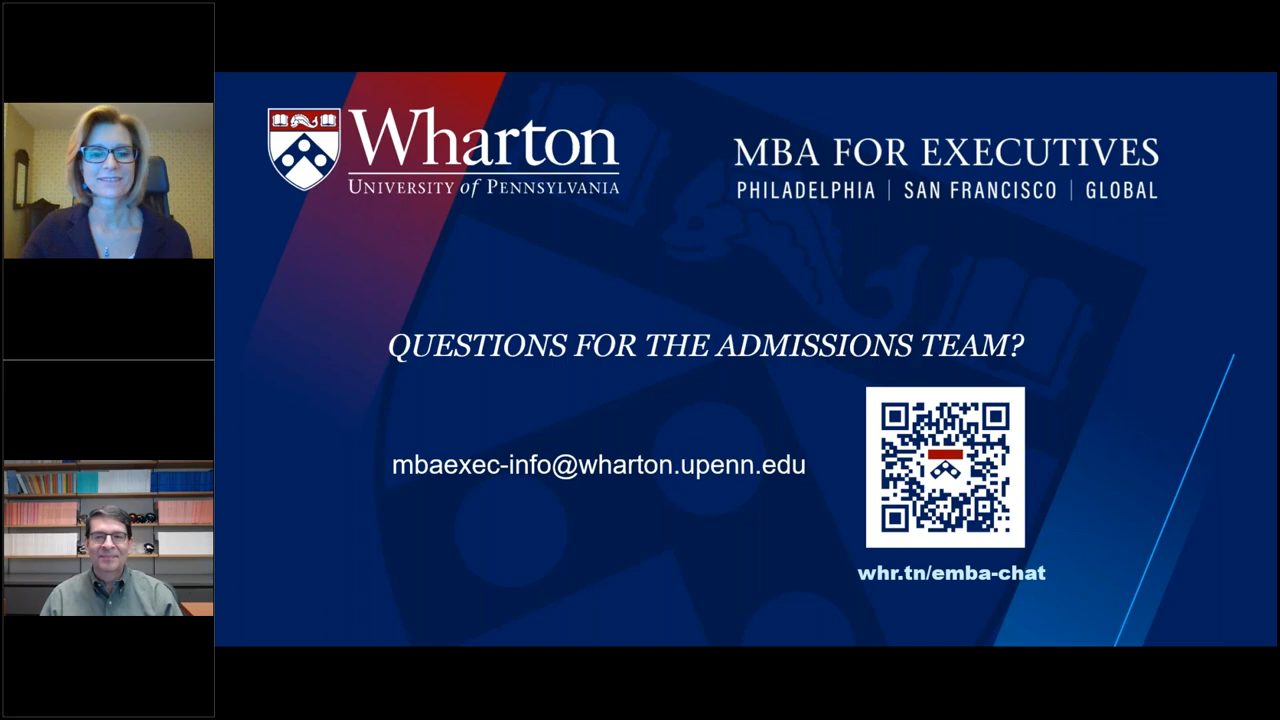 Wharton
UNIVERSITY of PENNSYLVANIA
MBA FOR EXECUTIVES
PHILADELPHIA | SAN FRANCISCO | GLOBAL
QUESTIONS FOR THE ADMISSIONS TEAM?
mbaexec-info@wharton.upenn.edu
whr.tn/emba-chat